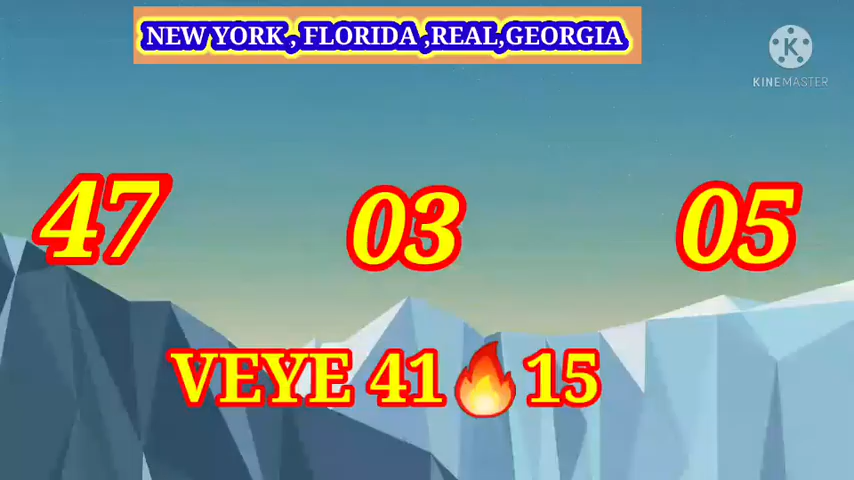 NEW YORK , FLORIDA ,REAL,GEORGIA
KINEMASTER
47 03 05
VEYE 41🔥15